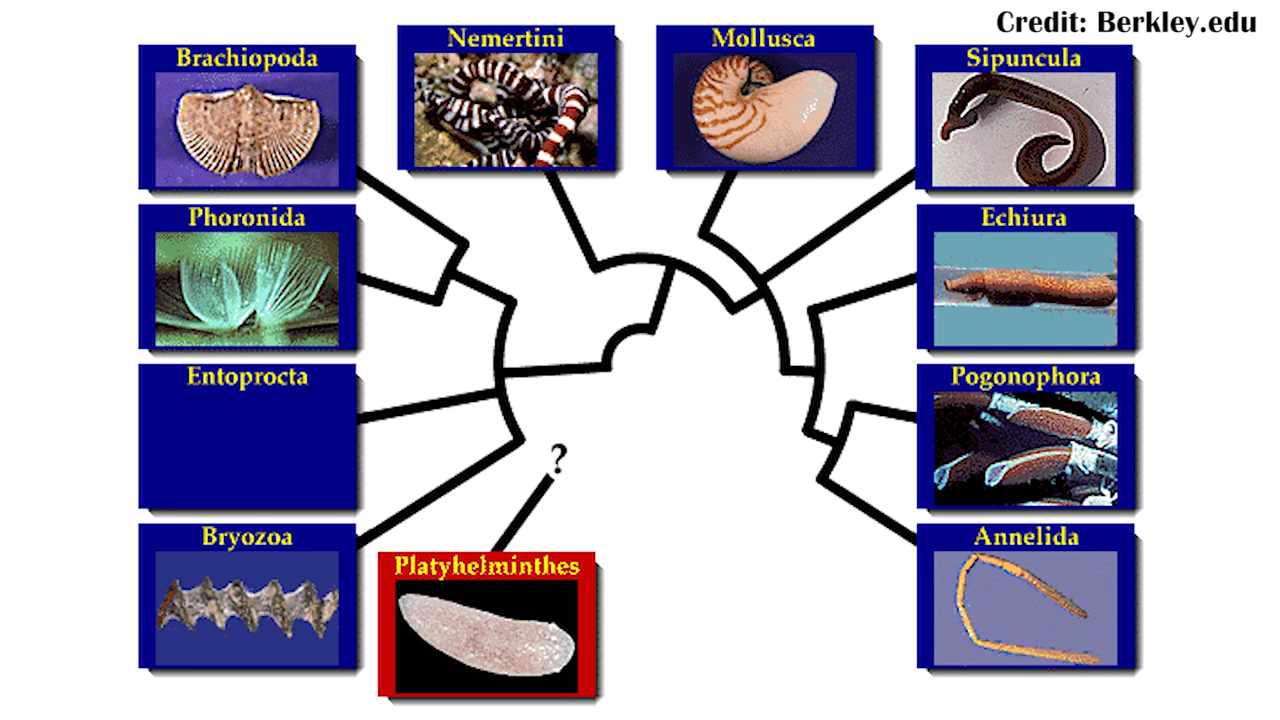 Credit: Berkley.edu
Brachiopoda
Nemertini
Mollusca
Sipuncula
Phoronida
Echiura
Entoprocta
Pogonophora
?
Bryozoa
Platyhelminthes
Annelida